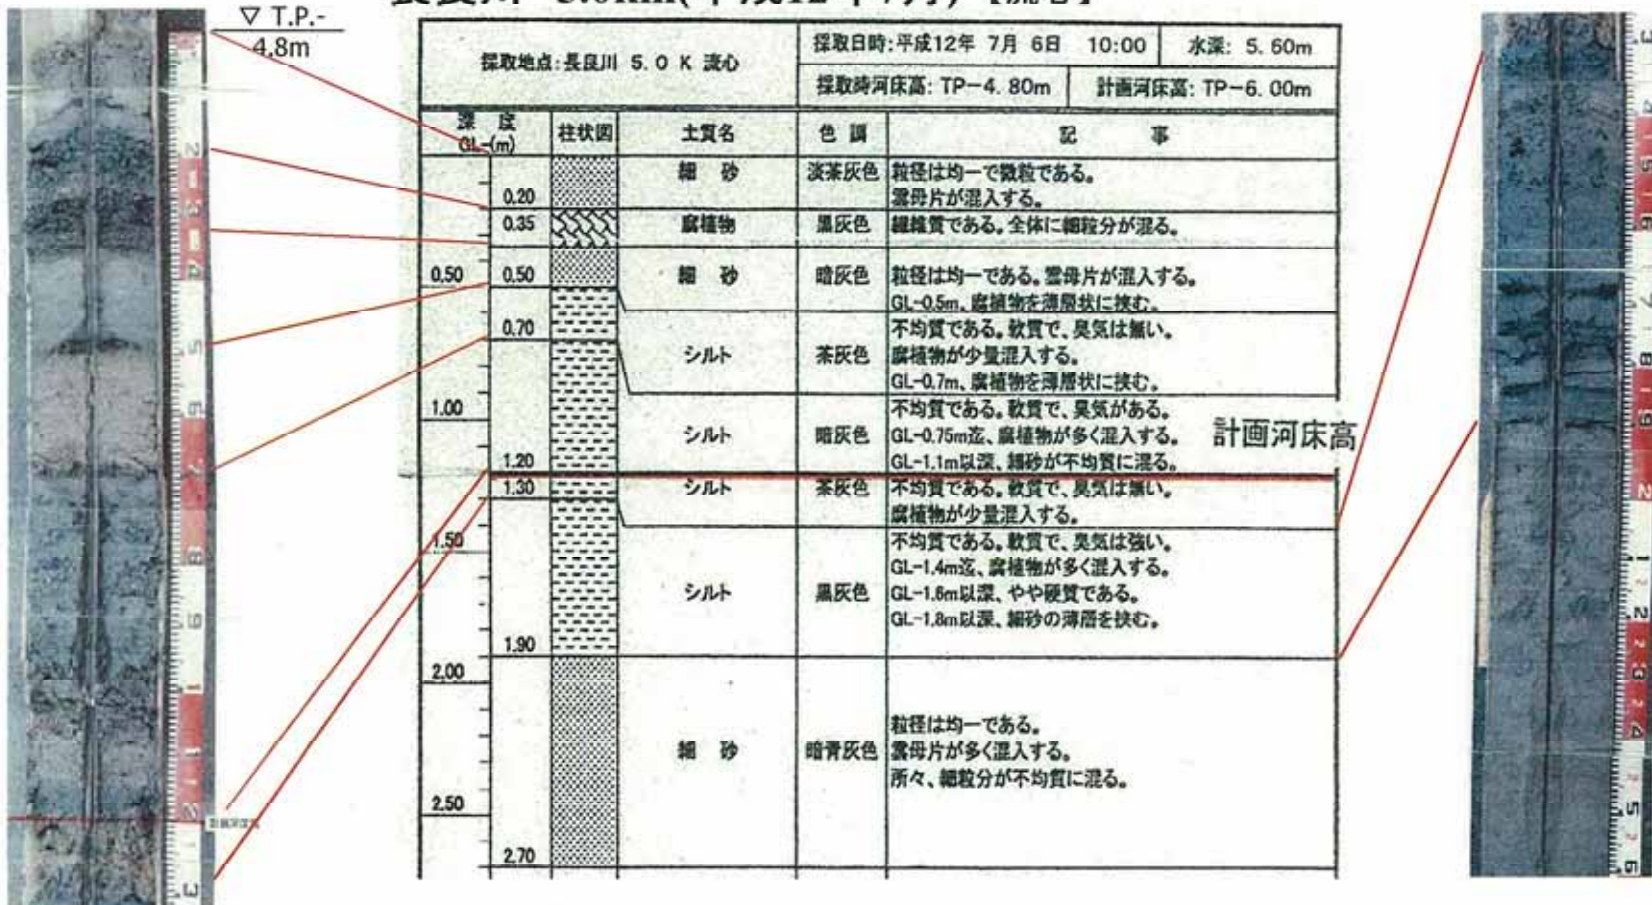 ▽ T.P.-
4.8m
採取地点:長良川 5.0 K 流心
採取日時:平成12年 7月 6日 10:00
水深: 5.60m
採取時河床高: TP-4.80m
計画河床高: TP-6.00m
深度
GL-(m)
柱状図
土質名
色調
記事
0.20
細砂
淡茶灰色
粒径は均一で微粒である。
雲母片が混入する。
0.35
腐植物
黒灰色
繊維質である。全体に細粒分が混る。
0.50
0.50
細砂
暗灰色
粒径は均一である。雲母片が混入する。
GL-0.5m、腐植物を薄層状に挟む。
0.70
シルト
茶灰色
不均質である。軟質で、臭気は無い。
腐植物が少量混入する。
GL-0.7m、腐植物を薄層状に挟む。
1.00
1.20
シルト
暗灰色
不均質である。軟質で、臭気がある。
GL-0.75m迄、腐植物が多く混入する。
GL-1.1m以深、細砂が不均質に混る。
計画河床高
1.30
シルト
茶灰色
不均質である。軟質で、臭気は無い。
腐植物が少量混入する。
1.50
1.90
シルト
黒灰色
不均質である。軟質で、臭気は強い。
GL-1.4m迄、腐植物が多く混入する。
GL-1.6m以深、やや硬質である。
GL-1.8m以深、細砂の薄層を挟む。
2.00
2.50
2.70
細砂
暗青灰色
粒径は均一である。
雲母片が多く混入する。
所々、細粒分が不均質に混る。